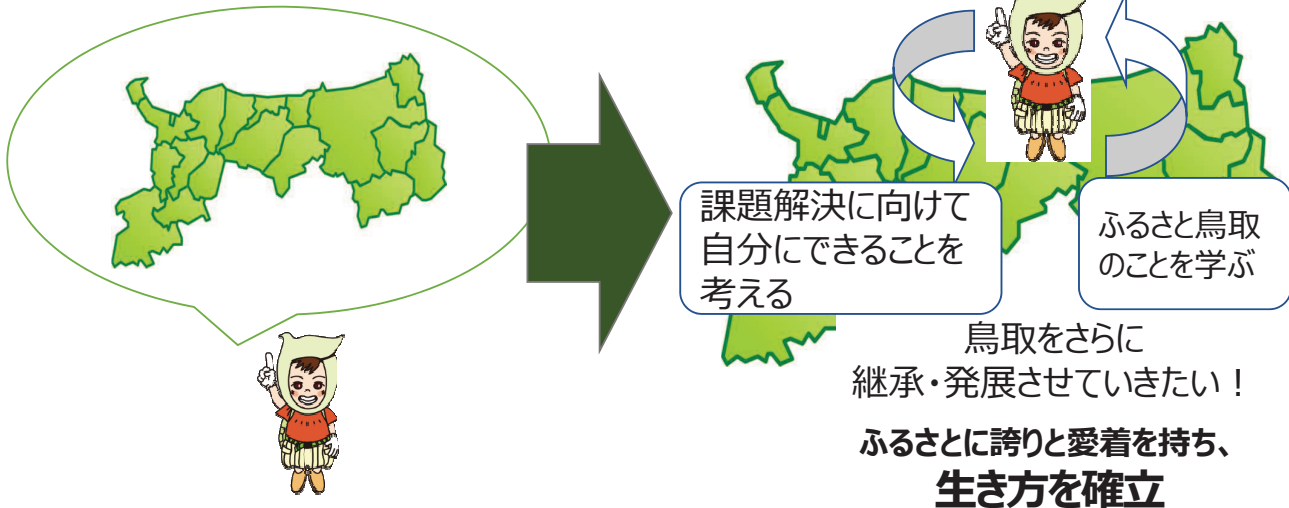 課題解決に向けて
自分にできることを
考える
ふるさと鳥取
のことを学ぶ
鳥取をさらに
継承・発展させていきたい！
ふるさとに誇りと愛着を持ち、
生き方を確立